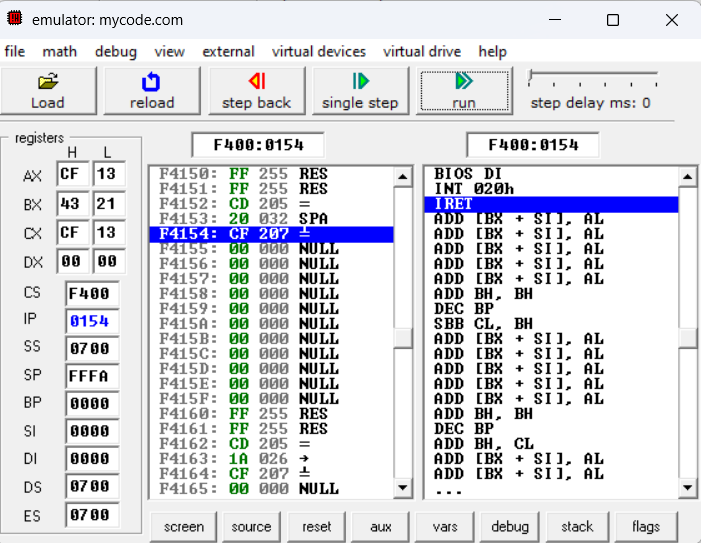 emulator: mycode.com
file math debug view external virtual devices virtual drive help
Load reload step back single step run step delay ms: 0
registers
H L
AX CF 13
BX 43 21
CX CF 13
DX 00 00
CS F400
IP 0154
SS 0700
SP FFFA
BP 0000
SI 0000
DI 0000
DS 0700
ES 0700
F400:0154
F4150: FF 255 RES
F4151: FF 255 RES
F4152: CD 205 =
F4153: 20 032 SPA
F4154: CF 207 ╧
F4155: 00 000 NULL
F4156: 00 000 NULL
F4157: 00 000 NULL
F4158: 00 000 NULL
F4159: 00 000 NULL
F415A: 00 000 NULL
F415B: 00 000 NULL
F415C: 00 000 NULL
F415D: 00 000 NULL
F415E: 00 000 NULL
F415F: 00 000 NULL
F4160: FF 255 RES
F4161: FF 255 RES
F4162: CD 205 =
F4163: 1A 026 →
F4164: CF 207 ╧
F4165: 00 000 NULL
F400:0154
BIOS DI
INT 020h
IRET
ADD [BX + SI], AL
ADD [BX + SI], AL
ADD [BX + SI], AL
ADD [BX + SI], AL
ADD [BX + SI], AL
ADD BH, BH
DEC BP
SBB CL, BH
ADD [BX + SI], AL
ADD [BX + SI], AL
ADD [BX + SI], AL
ADD [BX + SI], AL
ADD [BX + SI], AL
ADD BH, BH
DEC BP
ADD BH, CL
ADD [BX + SI], AL
ADD [BX + SI], AL
...
screen source reset aux vars debug stack flags